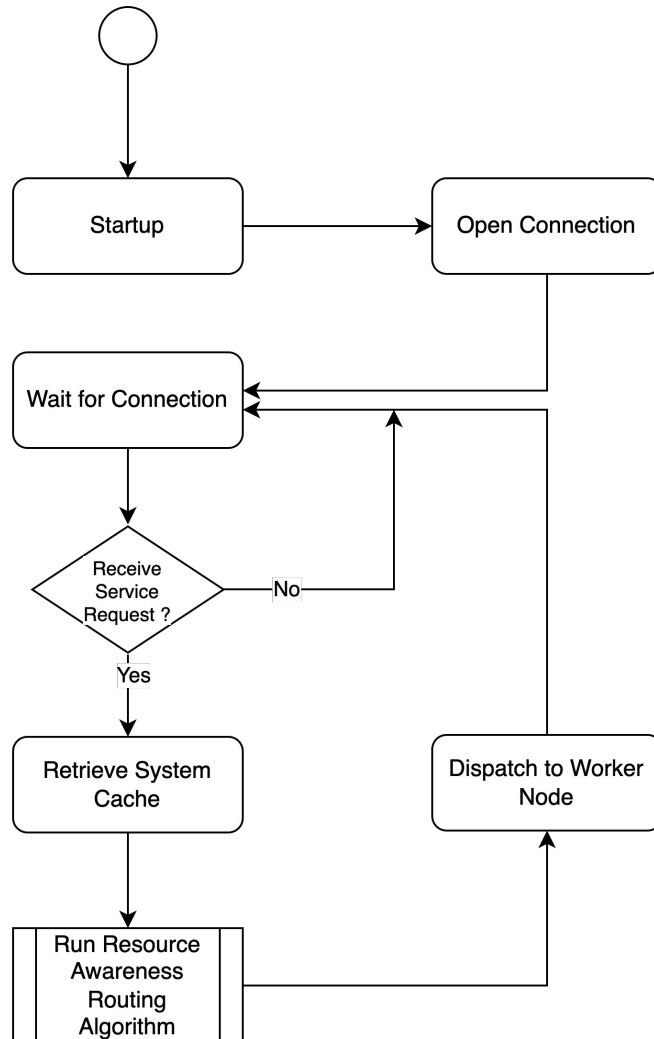 Startup
Open Connection
Wait for Connection
Receive
Service
Request ?
No
Yes
Retrieve System
Cache
Dispatch to Worker
Node
Run Resource
Awareness
Routing
Algorithm